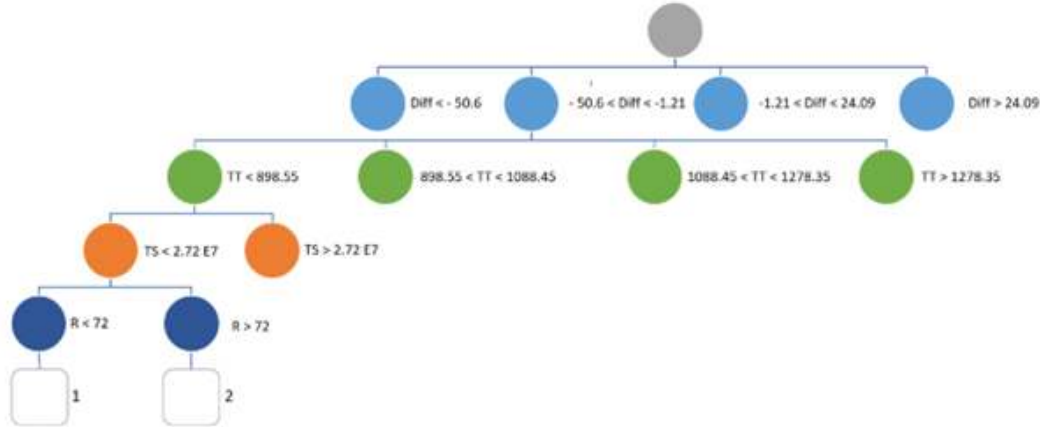 Diff < - 50.6
- 50.6 < Diff < -1.21
-1.21 < Diff < 24.09
Diff > 24.09
TT < 898.55
898.55 < TT < 1088.45
1088.45 < TT < 1278.35
TT > 1278.35
TS < 2.72 E7
TS > 2.72 E7
R < 72
R > 72
1
2